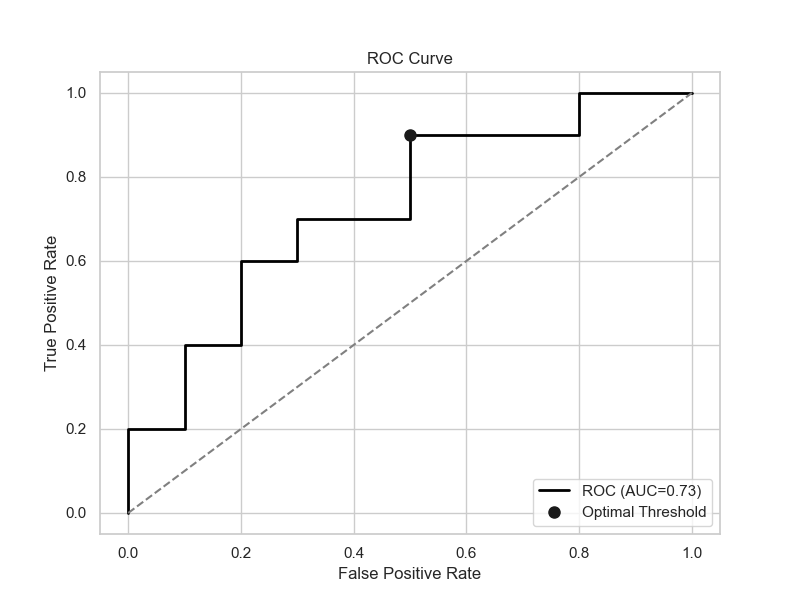 ROC Curve
True Positive Rate
1.0
0.8
0.6
0.4
0.2
0.0
ROC (AUC=0.73)
Optimal Threshold
0.0 0.2 0.4 0.6 0.8 1.0
False Positive Rate